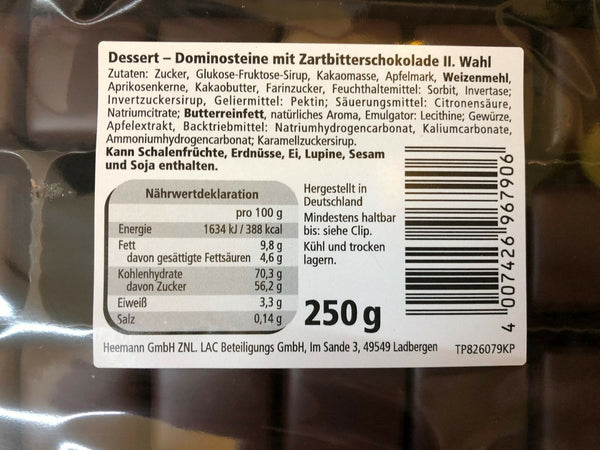 Dessert – Dominosteine mit Zartbitterschokolade II. Wahl
Zutaten: Zucker, Glukose-Fruktose-Sirup, Kakaomasse, Apfelmark, Weizenmehl,
Aprikosenkerne, Kakaobutter, Farinzucker, Feuchthaltemittel: Sorbit, Invertase;
Invertzuckersirup, Geliermittel: Pektin; Säuerungsmittel: Citronensäure,
Natriumcitrate; Butterreinfett, natürliches Aroma, Emulgator: Lecithine; Gewürze,
Apfelextrakt, Backtriebmittel: Natriumhydrogencarbonat, Kaliumcarbonate,
Ammoniumhydrogencarbonat; Karamellzuckersirup.
Kann Schalenfrüchte, Erdnüsse, Ei, Lupine, Sesam
und Soja enthalten.
Nährwertdeklaration
pro 100 g
Energie 1634 kJ / 388 kcal
Fett 9,8 g
davon gesättigte Fettsäuren 4,6 g
Kohlenhydrate 70,3 g
davon Zucker 56,2 g
Eiweiß 3,3 g
Salz 0,14 g
Hergestellt in
Deutschland
Mindestens haltbar
bis: siehe Clip.
Kühl und trocken
lagern.
250 g
4 007426 967906
Heemann GmbH ZNL. LAC Beteiligungs GmbH, Im Sande 3, 49549 Ladbergen TP826079KP